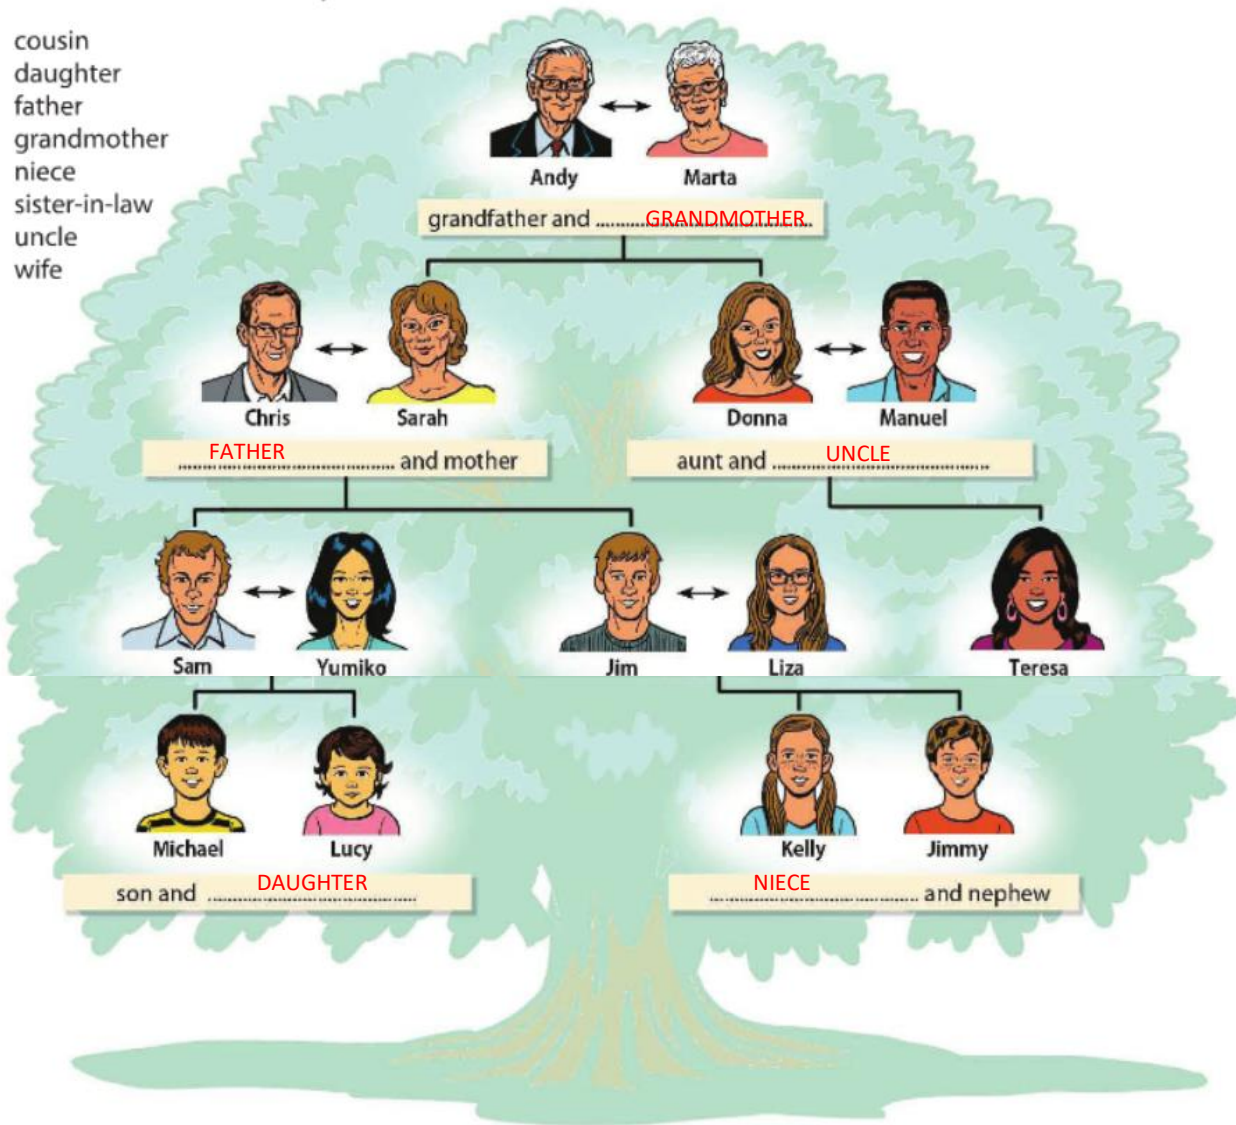 cousin
daughter
father
grandmother
niece
sister-in-law
uncle
wife
Andy Marta
grandfather and GRANDMOTHER
Chris Sarah Donna Manuel
FATHER and mother
aunt and UNCLE
Sam Yumiko Jim Liza Teresa
Michael Lucy Kelly Jimmy
son and DAUGHTER
NIECE and nephew